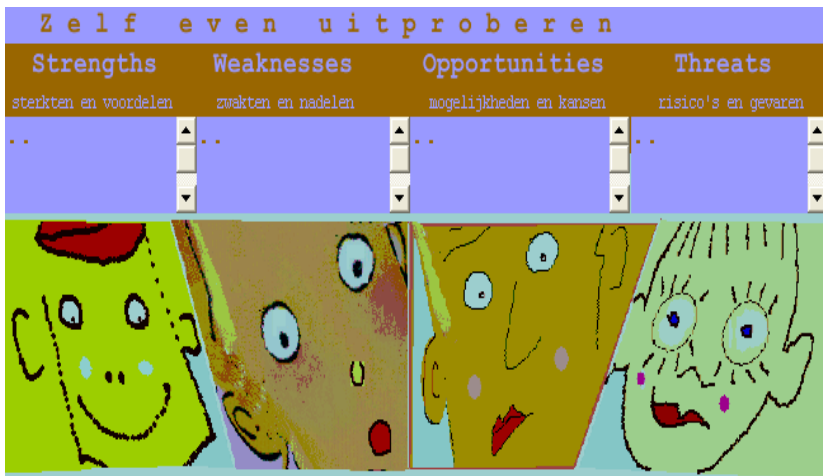 Zelf even uitproberen
Strengths Weaknesses Opportunities Threats
sterkten en voordelen zwakten en nadelen mogelijkheden en kansen risico's en gevaren
.. .. .. ..